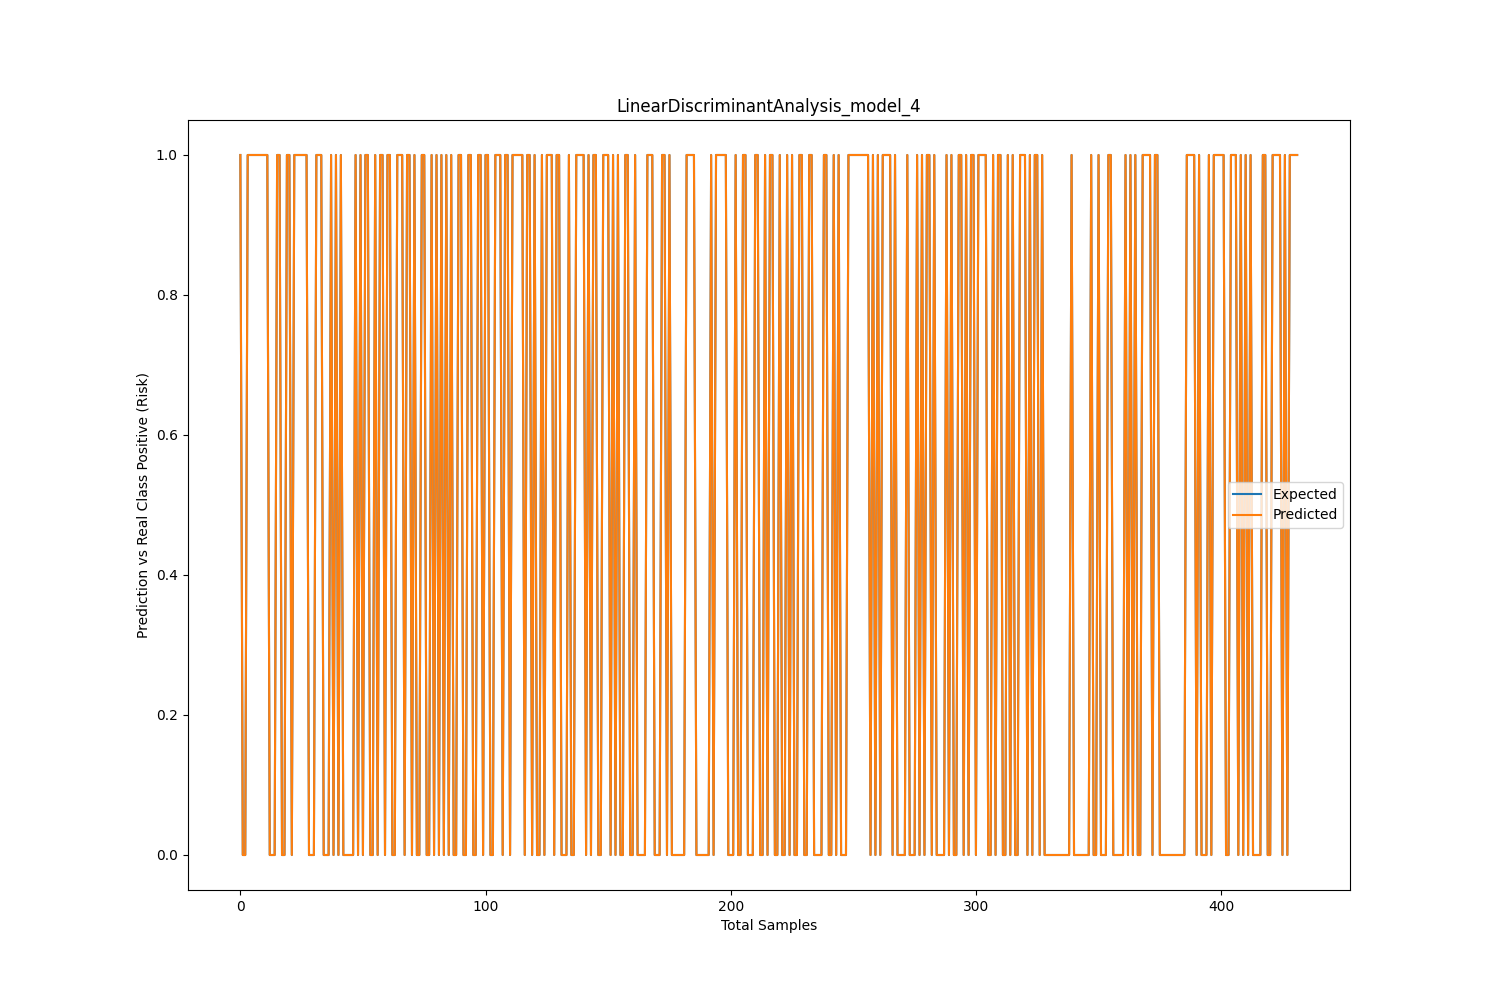 LinearDiscriminantAnalysis_model_4
1.0
0.8
0.6
0.4
0.2
0.0
Prediction vs Real Class Positive (Risk)
Expected
Predicted
0 100 200 300 400
Total Samples